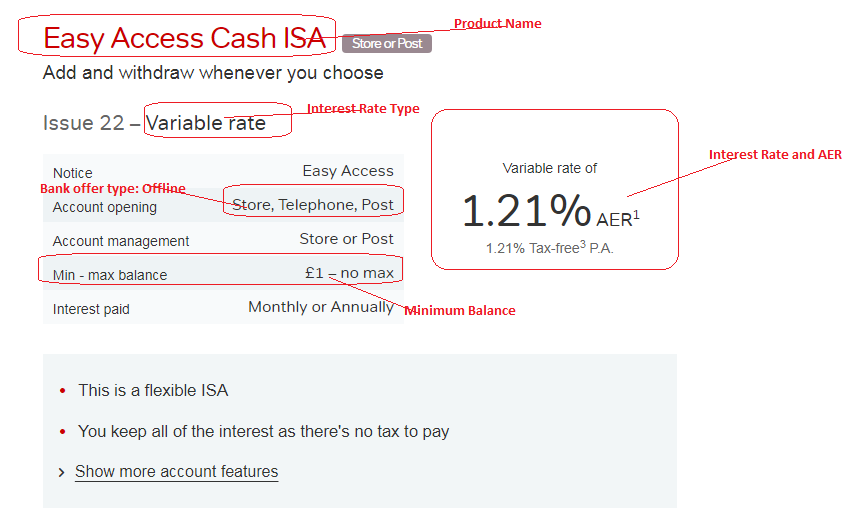 Product Name
Easy Access Cash ISA Store or Post
Add and withdraw whenever you choose
Interest Rate Type
Issue 22 – Variable rate
Interest Rate and AER
Variable rate of
1.21% AER1
1.21% Tax-free3 P.A.
Notice Easy Access
Bank offer type: Offline
Account opening Store, Telephone, Post
Account management Store or Post
Min - max balance £1 – no max
Interest paid Monthly or Annually
Minimum Balance
• This is a flexible ISA
• You keep all of the interest as there's no tax to pay
› Show more account features